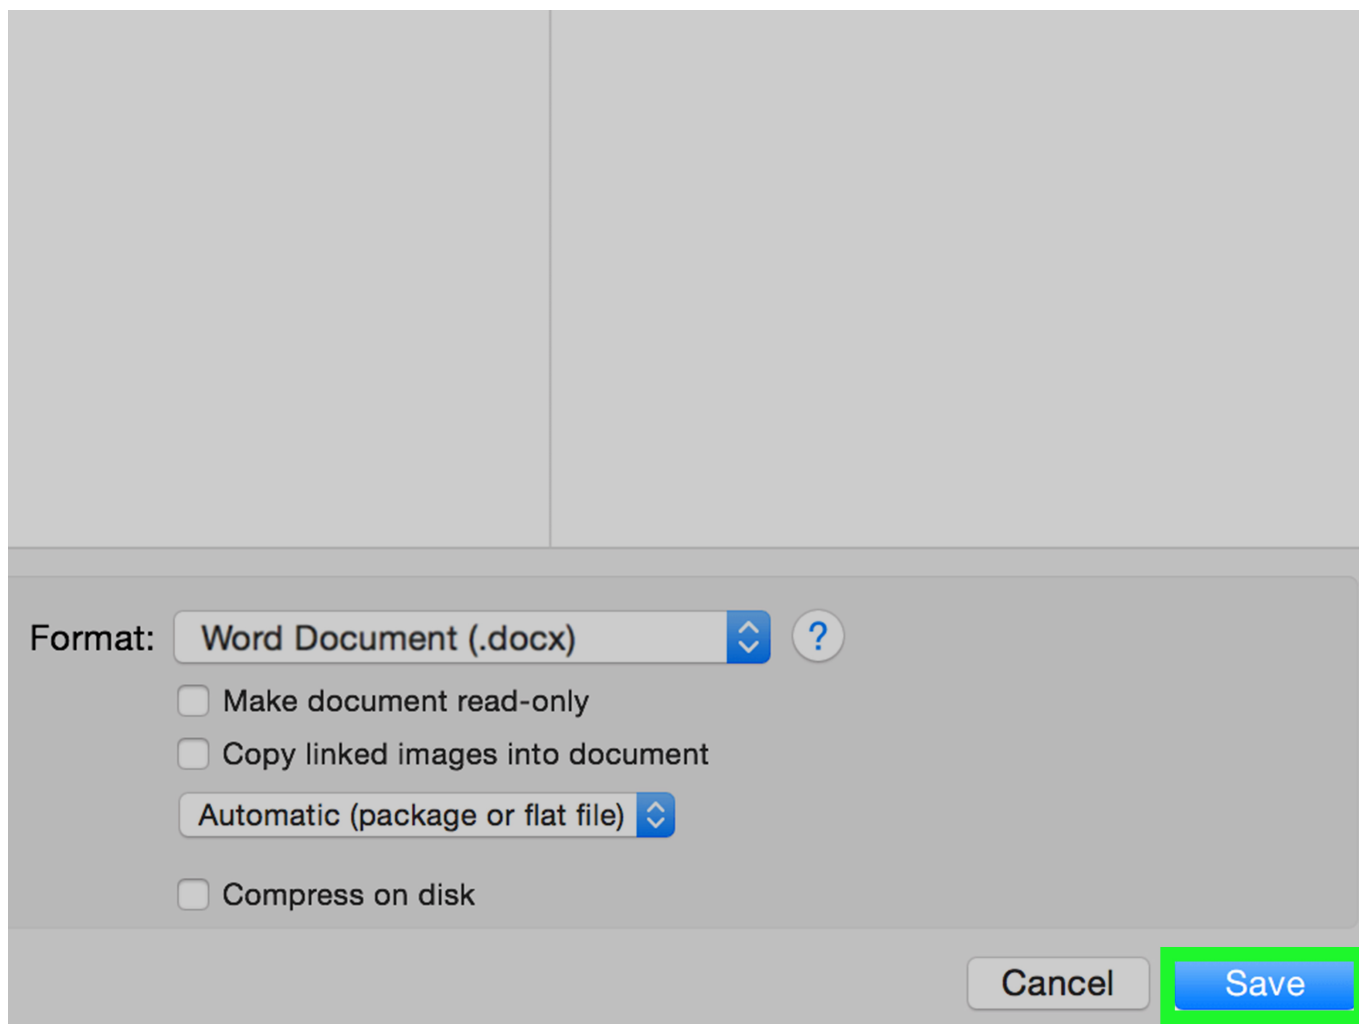 Format: Word Document (.docx) ?
Make document read-only
Copy linked images into document
Automatic (package or flat file)
Compress on disk
Cancel Save